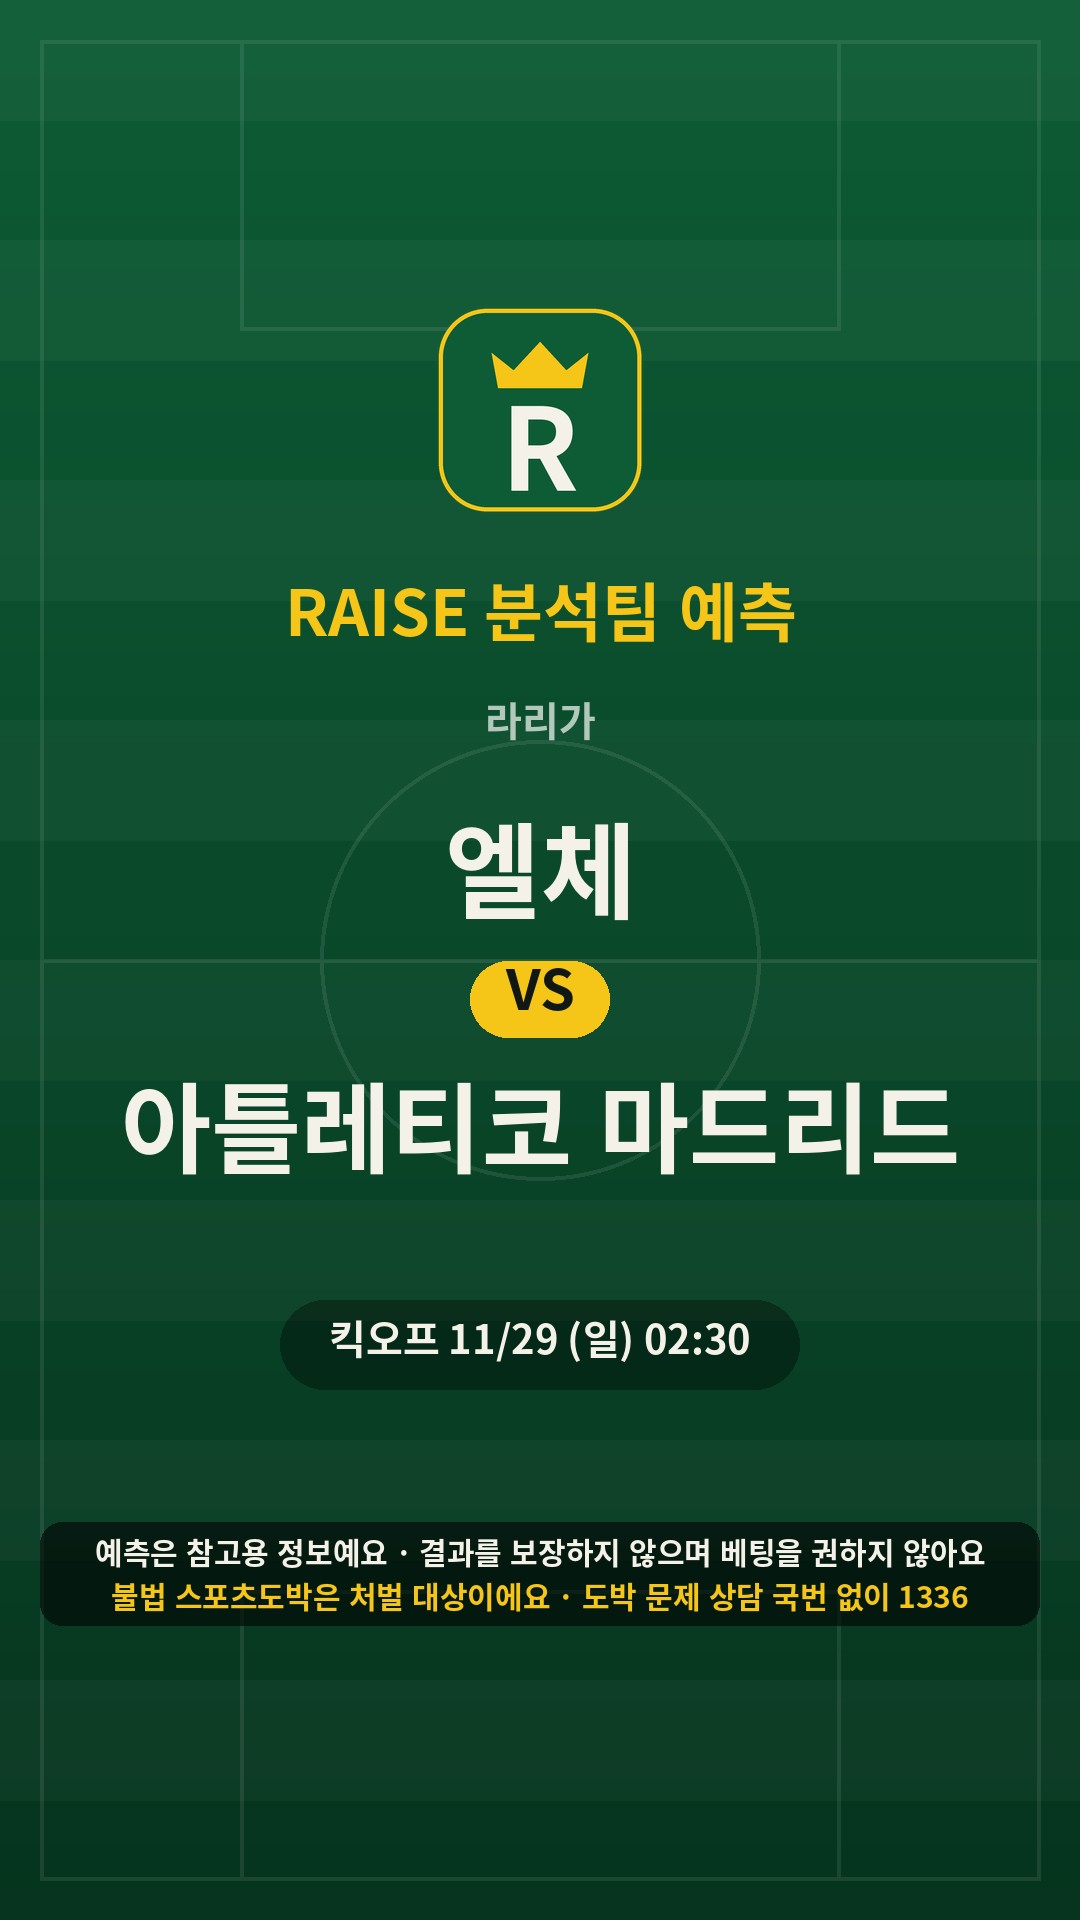 R
RAISE 분석팀 예측
라리가
엘체
VS
아틀레티코 마드리드
킥오프 11/29 (일) 02:30
예측은 참고용 정보예요 · 결과를 보장하지 않으며 베팅을 권하지 않아요
불법 스포츠도박은 처벌 대상이에요 · 도박 문제 상담 국번 없이 1336